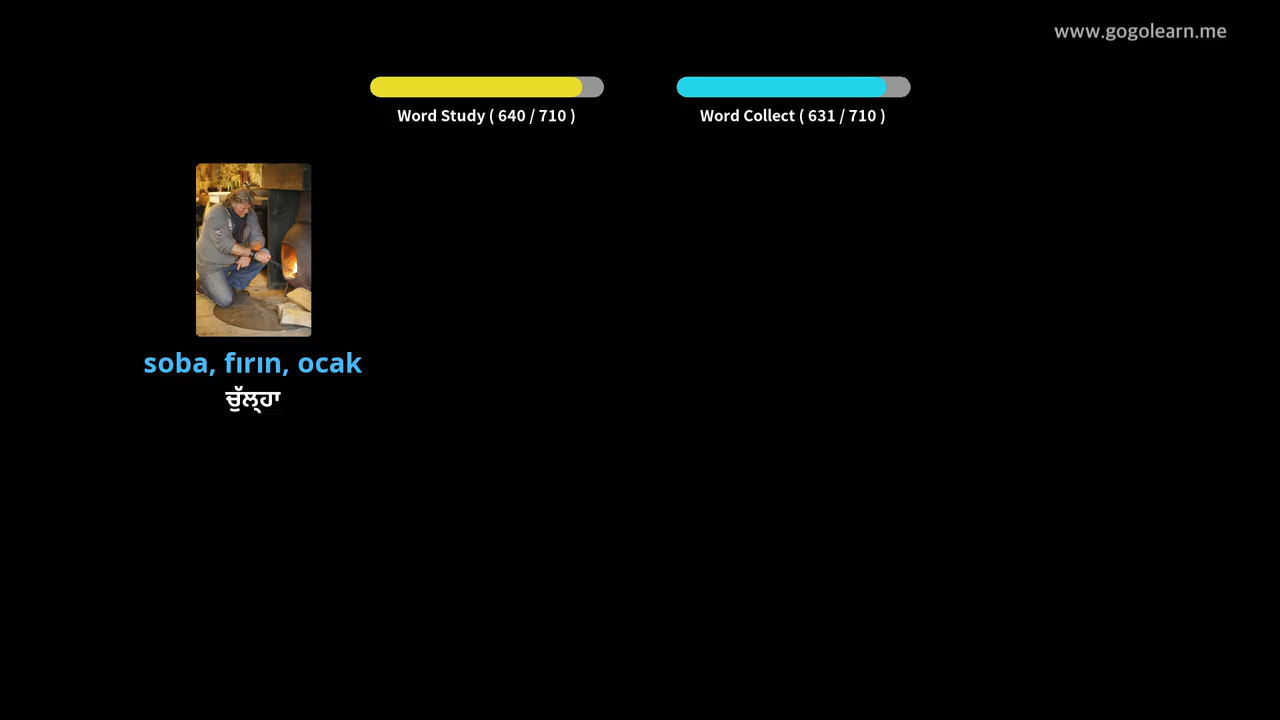 www.gogolearn.me
Word Study ( 640 / 710 )
Word Collect ( 631 / 710 )
soba, fırın, ocak
ਚੁੱਲ੍ਹਾ